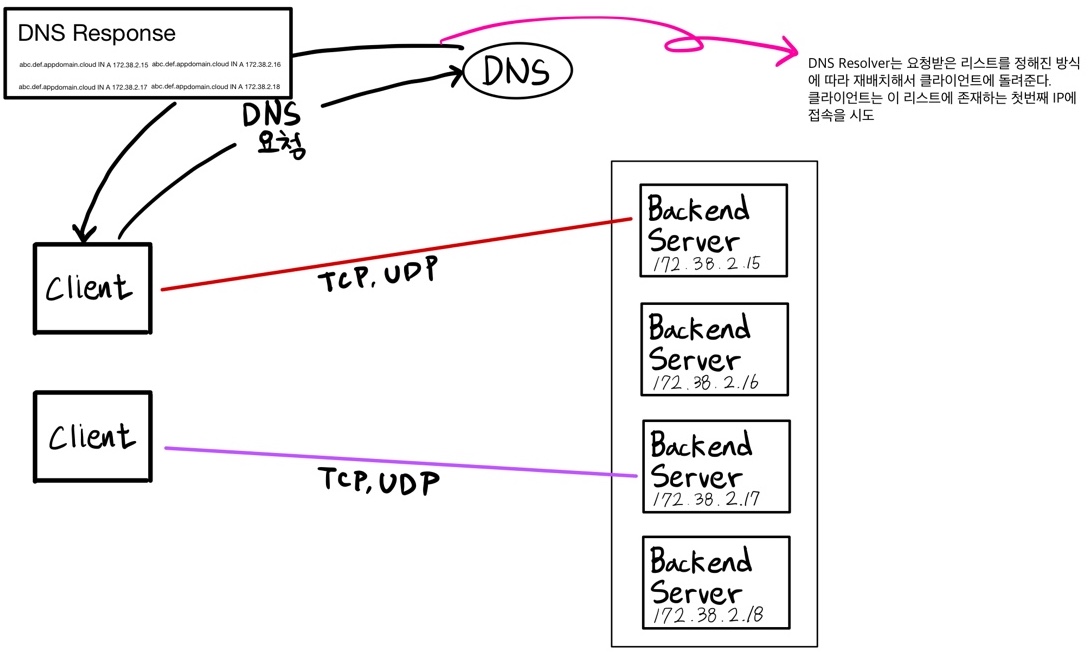 DNS Response
abc.def.appdomain.cloud IN A 172.38.2.15 abc.def.appdomain.cloud IN A 172.38.2.16
abc.def.appdomain.cloud IN A 172.38.2.17 abc.def.appdomain.cloud IN A 172.38.2.18
DNS
DNS
요청
DNS Resolver는 요청받은 리스트를 정해진 방식
에 따라 재배치해서 클라이언트에 돌려준다.
클라이언트는 이 리스트에 존재하는 첫번째 IP에
접속을 시도
Client
TCP, UDP
Backend
Server
172.38.2.15
Backend
Server
172.38.2.16
Client
TCP, UDP
Backend
Server
172.38.2.17
Backend
Server
172.38.2.18